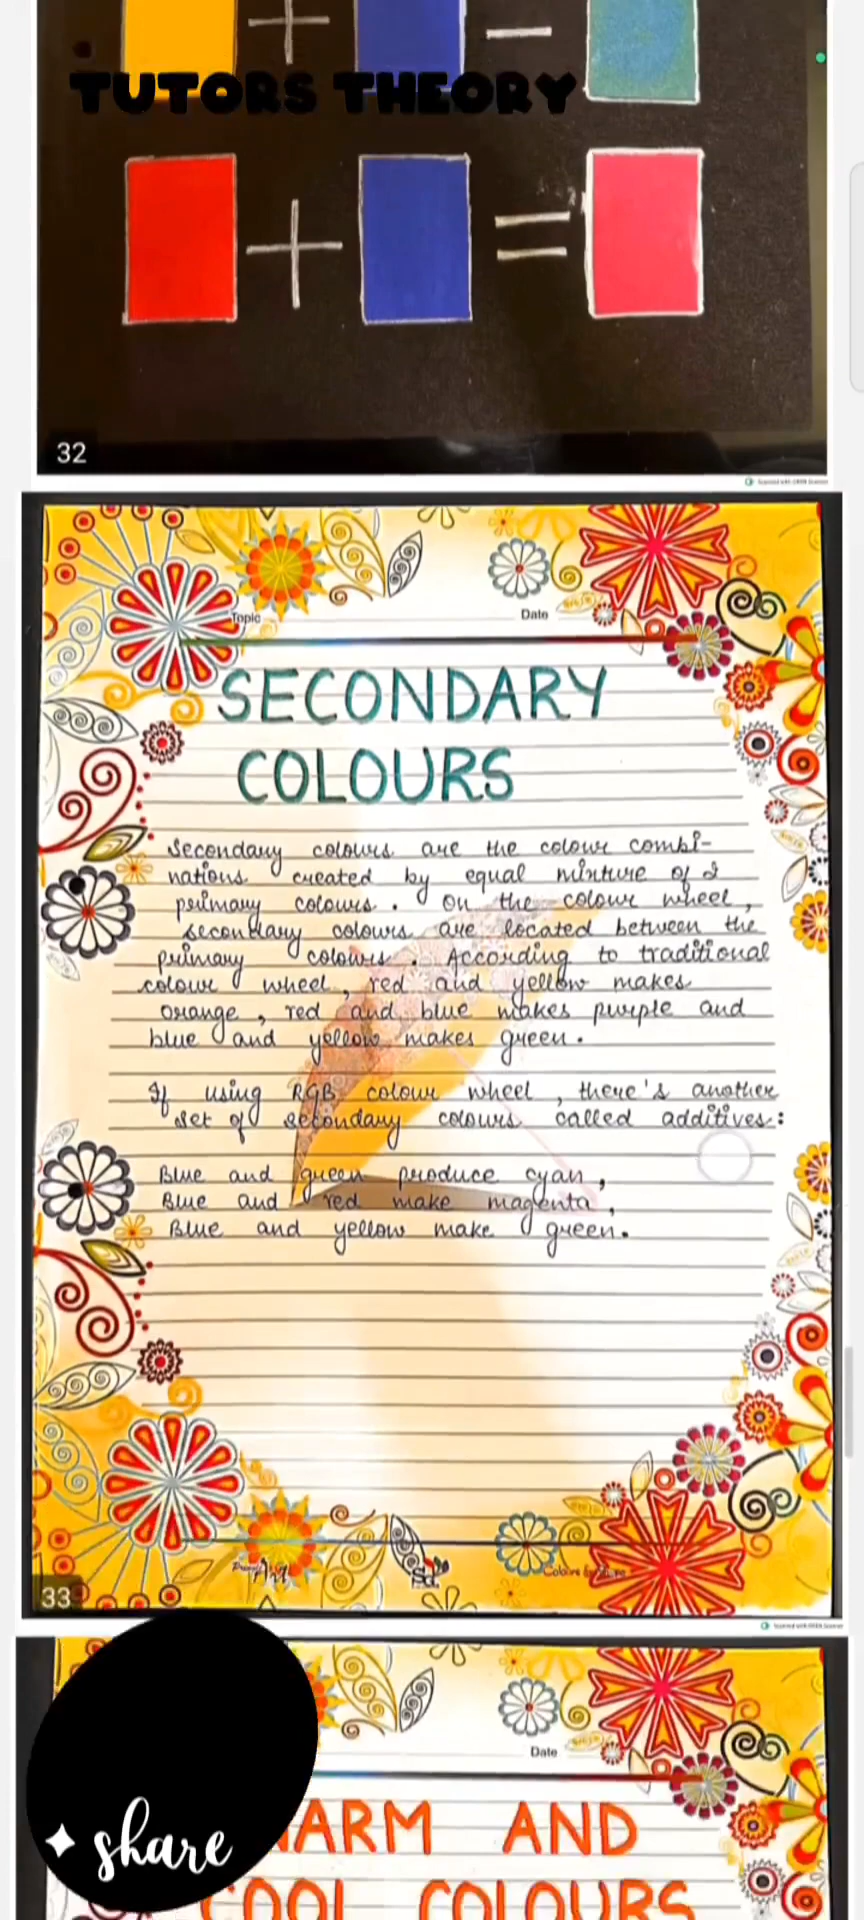 TUTORS THEORY
32
Topic
Date
SECONDARY
COLOURS
Secondary colours are the colour combi-
nations created by equal mixture of 2
primary colours. On the colour wheel,
secondary colours are located between the
primary colours. According to traditional
colour wheel, red and yellow makes
orange, red and blue makes purple and
blue and yellow makes green.
If using RGB colour wheel, there's another
set of secondary colours called additives:
Blue and green produce cyan,
Blue and red make magenta,
Blue and yellow make green.
33
Date
WARM AND
COOL COLOURS
share